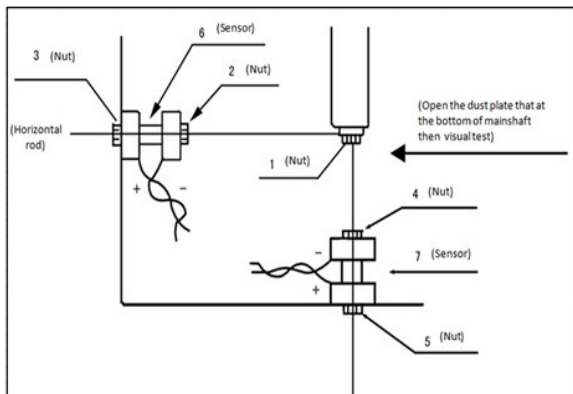 6 (Sensor)
3 (Nut)
2 (Nut)
(Horizontal
rod)
(Open the dust plate that at
the bottom of mainshaft
then visual test)
1 (Nut)
+ −
4 (Nut)
−
7 (Sensor)
+
5 (Nut)